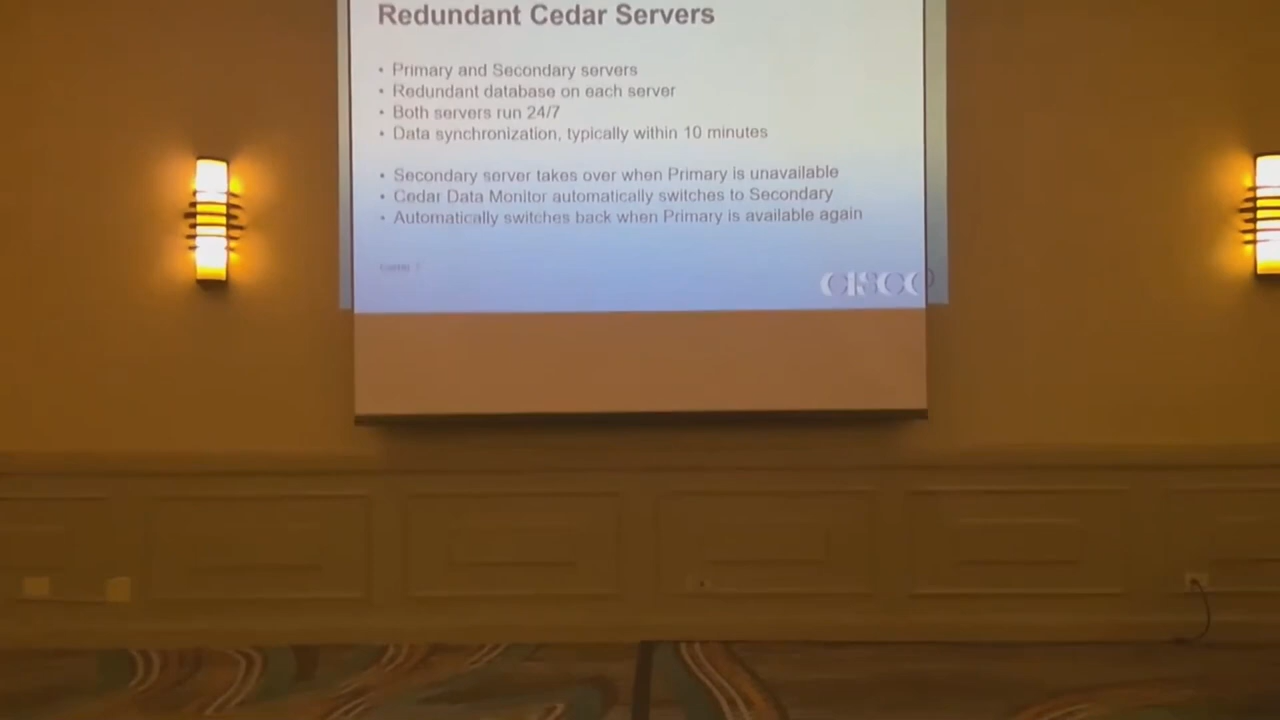 Redundant Cedar Servers
• Primary and Secondary servers
• Redundant database on each server
• Both servers run 24/7
• Data synchronization, typically within 10 minutes
• Secondary server takes over when Primary is unavailable
• Cedar Data Monitor automatically switches to Secondary
• Automatically switches back when Primary is available again